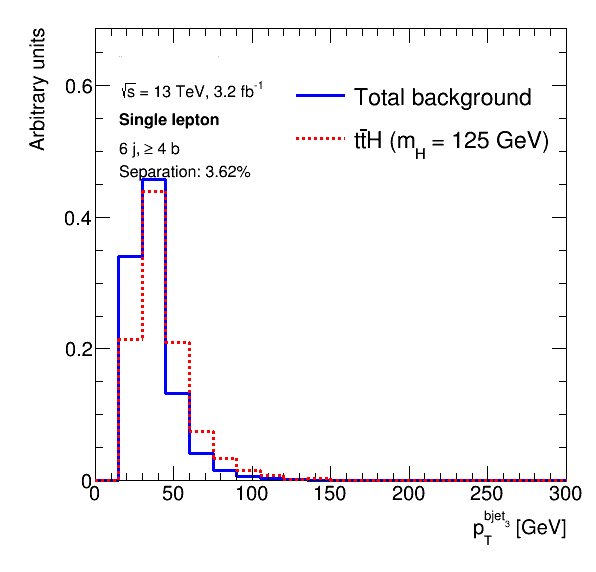 Arbitrary units
√s = 13 TeV, 3.2 fb⁻¹
Single lepton
6 j, ≥ 4 b
Separation: 3.62%
Total background
tt̄H (m_H = 125 GeV)
0.6
0.4
0.2
0
0 50 100 150 200 250 300
p_T^bjet_3 [GeV]